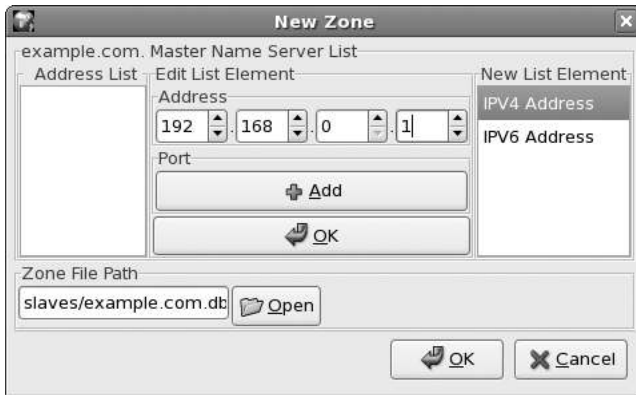 New Zone
example.com. Master Name Server List
Address List
Edit List Element
New List Element
Address
192 . 168 . 0 . 1
IPV4 Address
IPV6 Address
Port
Add
OK
Zone File Path
slaves/example.com.db
Open
OK
Cancel